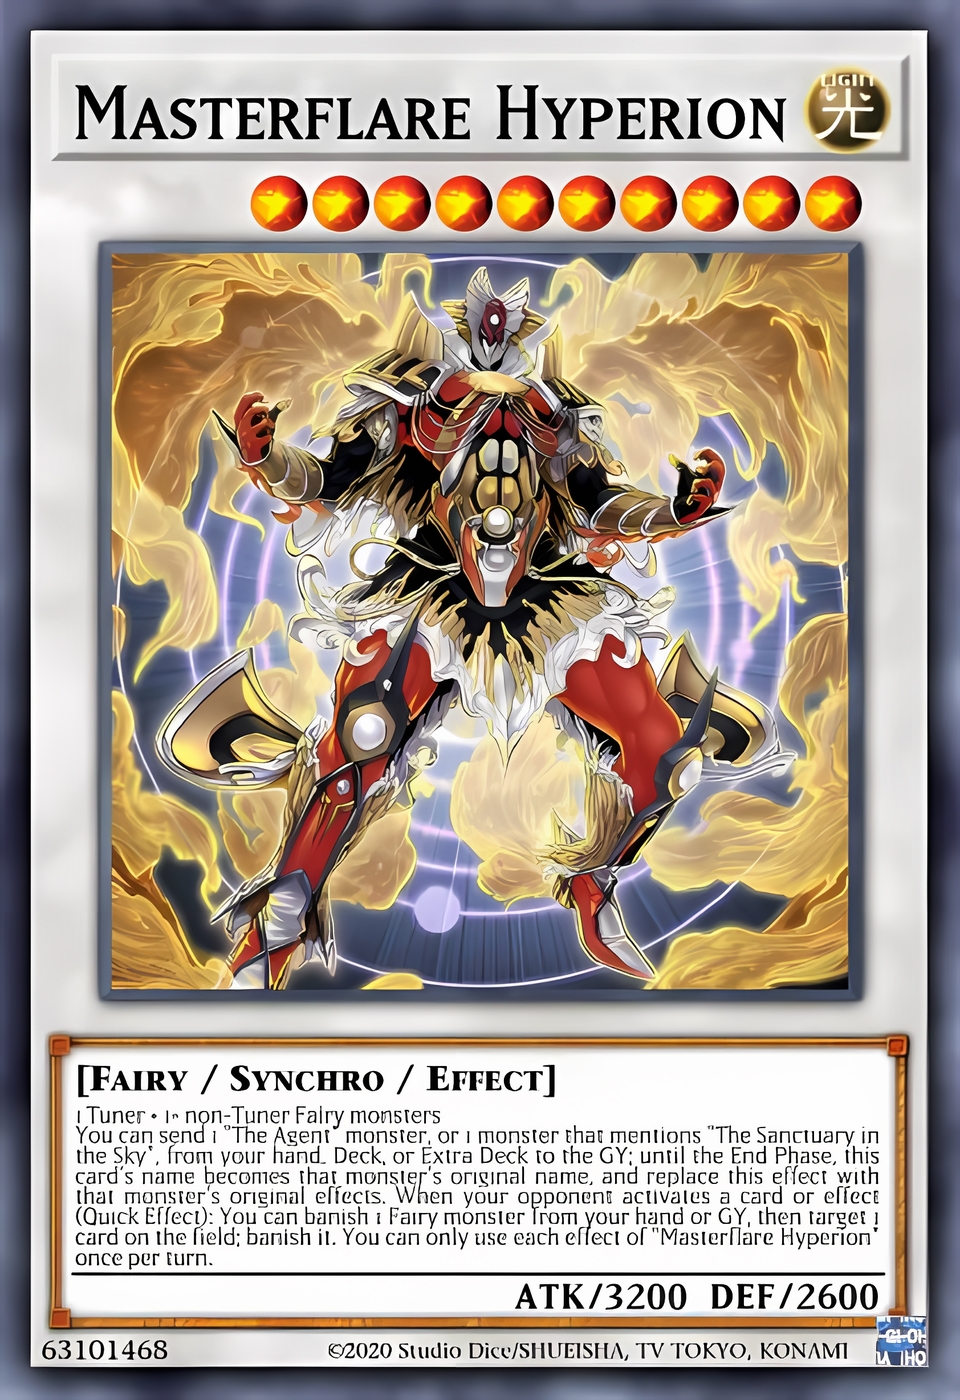 Masterflare Hyperion
光
[Fairy / Synchro / Effect]
1 Tuner + 1+ non-Tuner Fairy monsters
You can send 1 "The Agent" monster, or 1 monster that mentions "The Sanctuary in
the Sky", from your hand, Deck, or Extra Deck to the GY; until the End Phase, this
card's name becomes that monster's original name, and replace this effect with
that monster's original effects. When your opponent activates a card or effect
(Quick Effect): You can banish 1 Fairy monster from your hand or GY, then target 1
card on the field; banish it. You can only use each effect of "Masterflare Hyperion"
once per turn.
ATK/3200 DEF/2600
63101468
©2020 Studio Dice/SHUEISHA, TV TOKYO, KONAMI